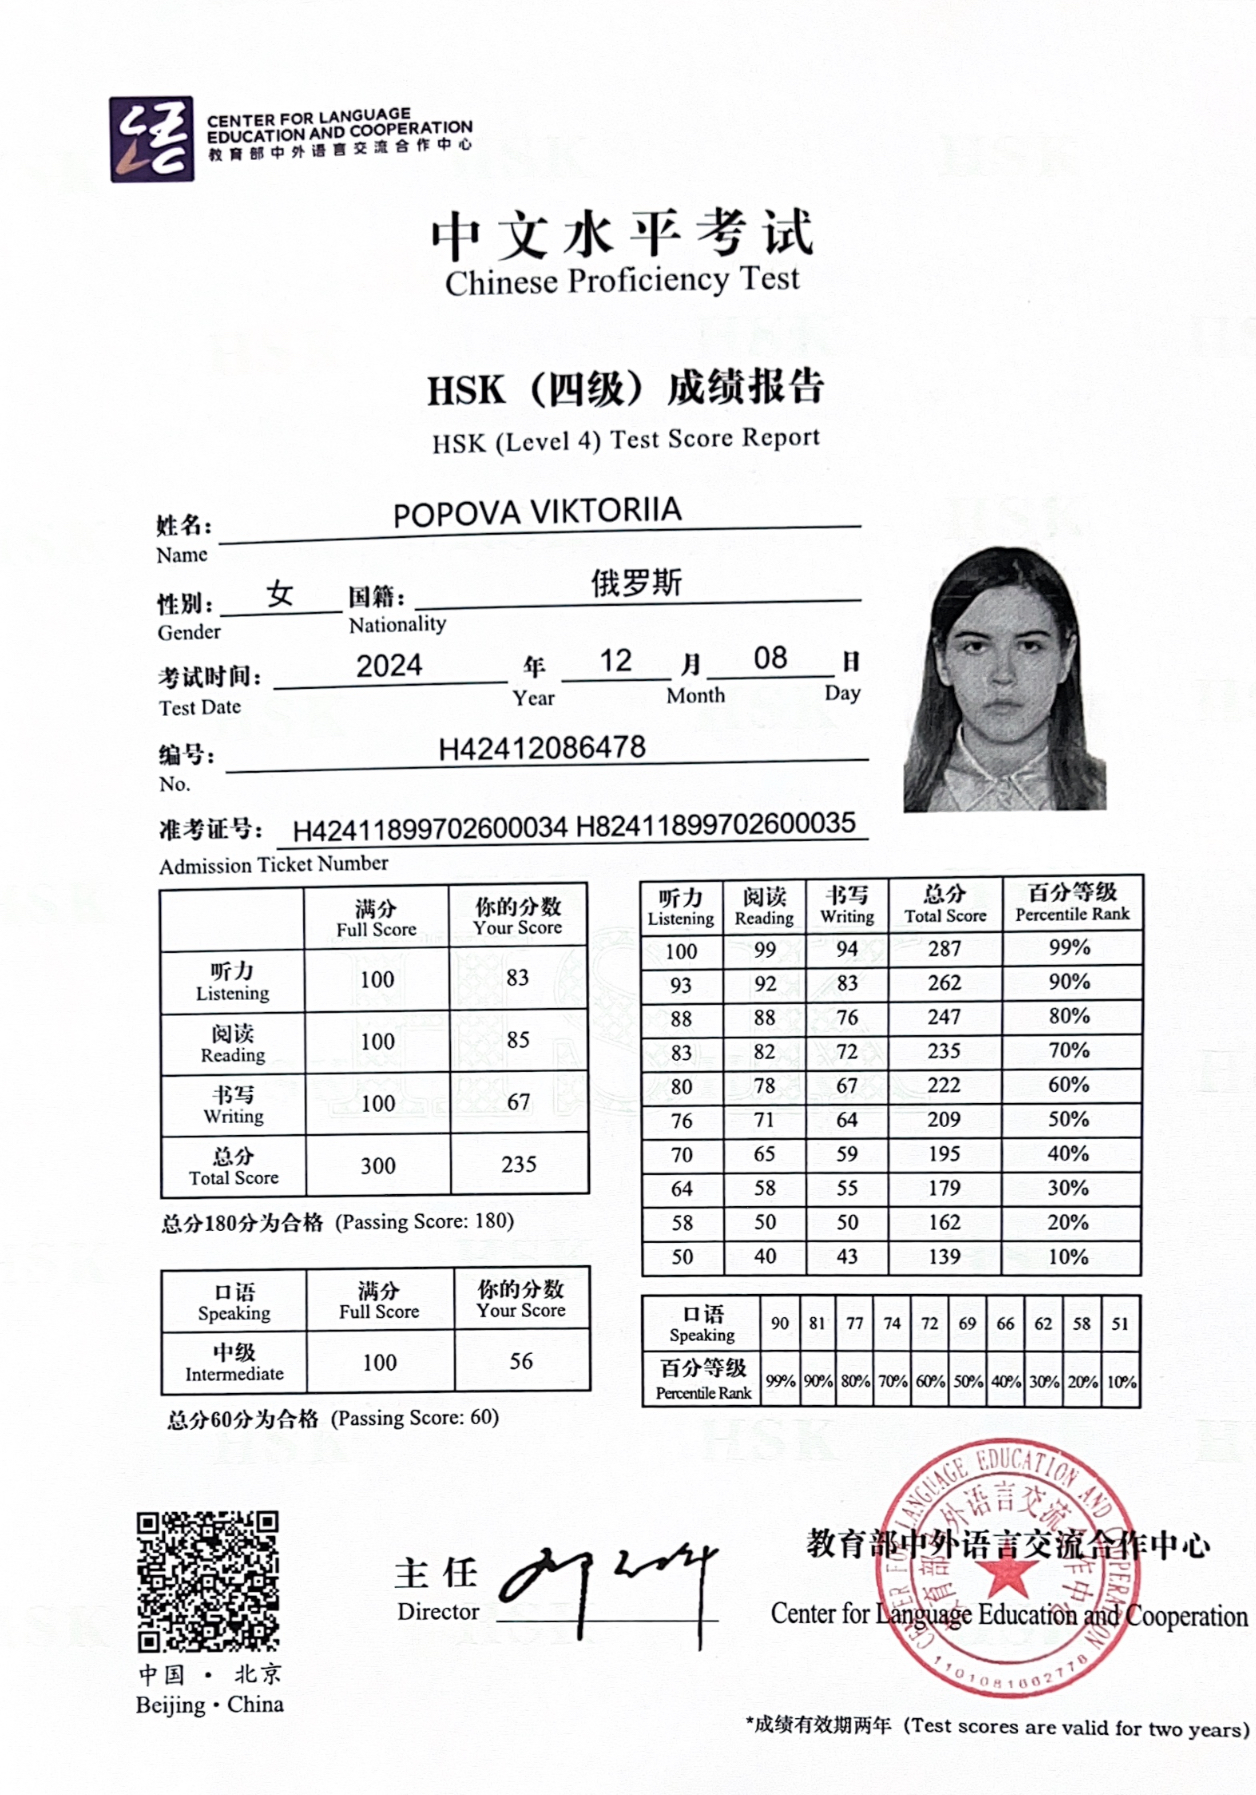 CENTER FOR LANGUAGE
EDUCATION AND COOPERATION
教育部中外语言交流合作中心
中文水平考试
Chinese Proficiency Test
HSK（四级）成绩报告
HSK (Level 4) Test Score Report
姓名： POPOVA VIKTORIIA
Name
性别： 女 国籍： 俄罗斯
Gender Nationality
考试时间： 2024 年 12 月 08 日
Test Date Year Month Day
编号： H42412086478
No.
准考证号： H42411899702600034 H82411899702600035
Admission Ticket Number
满分 你的分数
Full Score Your Score
听力 100 83
Listening
阅读 100 85
Reading
书写 100 67
Writing
总分 300 235
Total Score
总分180分为合格 (Passing Score: 180)
口语 满分 你的分数
Speaking Full Score Your Score
中级 100 56
Intermediate
总分60分为合格 (Passing Score: 60)
听力 阅读 书写 总分 百分等级
Listening Reading Writing Total Score Percentile Rank
100 99 94 287 99%
93 92 83 262 90%
88 88 76 247 80%
83 82 72 235 70%
80 78 67 222 60%
76 71 64 209 50%
70 65 59 195 40%
64 58 55 179 30%
58 50 50 162 20%
50 40 43 139 10%
口语 90 81 77 74 72 69 66 62 58 51
Speaking
百分等级 99% 90% 80% 70% 60% 50% 40% 30% 20% 10%
Percentile Rank
中国·北京
Beijing·China
主任
Director
教育部中外语言交流合作中心
Center for Language Education and Cooperation
CENTER FOR LANGUAGE EDUCATION AND COOPERATION
教育部中外语言交流合作中心
1101081662778
*成绩有效期两年（Test scores are valid for two years)
HSK